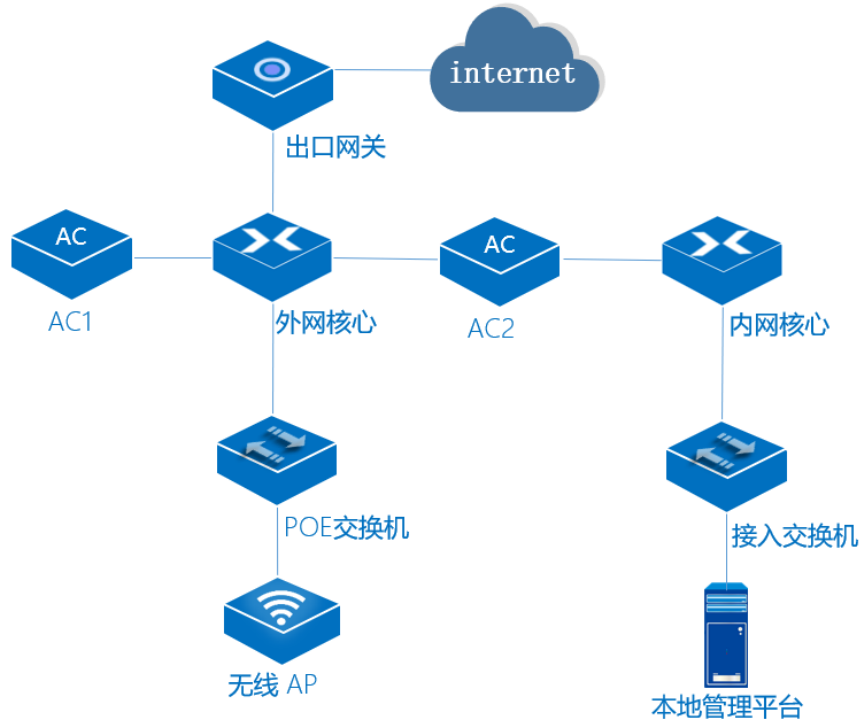 internet
出口网关
AC
AC
AC1
外网核心
AC2
内网核心
POE交换机
接入交换机
无线 AP
本地管理平台